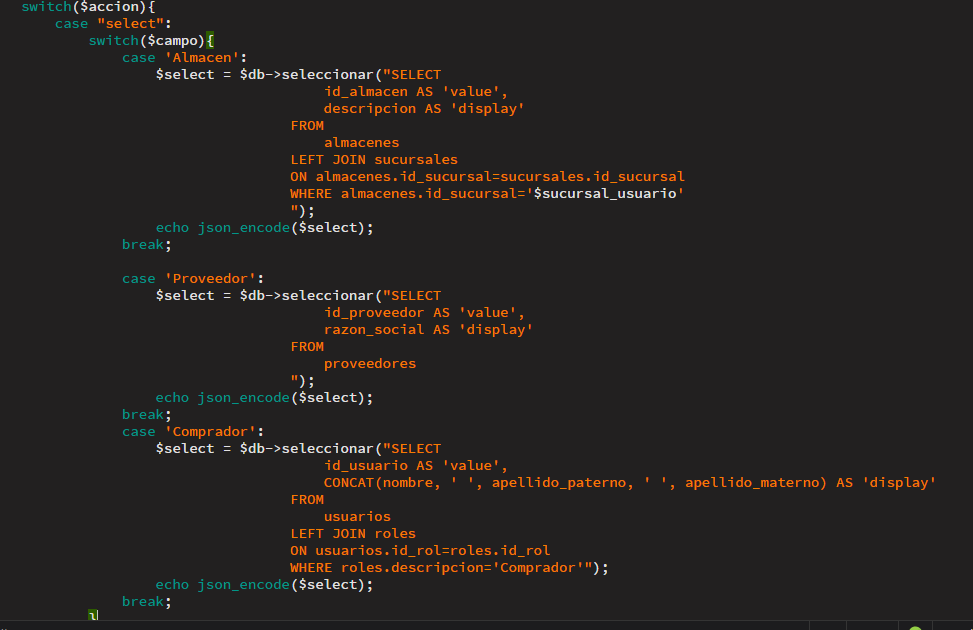 switch($accion){
case "select":
switch($campo){
case 'Almacen':
$select = $db->seleccionar("SELECT
id_almacen AS 'value',
descripcion AS 'display'
FROM
almacenes
LEFT JOIN sucursales
ON almacenes.id_sucursal=sucursales.id_sucursal
WHERE almacenes.id_sucursal='$sucursal_usuario'
");
echo json_encode($select);
break;
case 'Proveedor':
$select = $db->seleccionar("SELECT
id_proveedor AS 'value',
razon_social AS 'display'
FROM
proveedores
");
echo json_encode($select);
break;
case 'Comprador':
$select = $db->seleccionar("SELECT
id_usuario AS 'value',
CONCAT(nombre, ' ', apellido_paterno, ' ', apellido_materno) AS 'display'
FROM
usuarios
LEFT JOIN roles
ON usuarios.id_rol=roles.id_rol
WHERE roles.descripcion='Comprador'");
echo json_encode($select);
break;
}